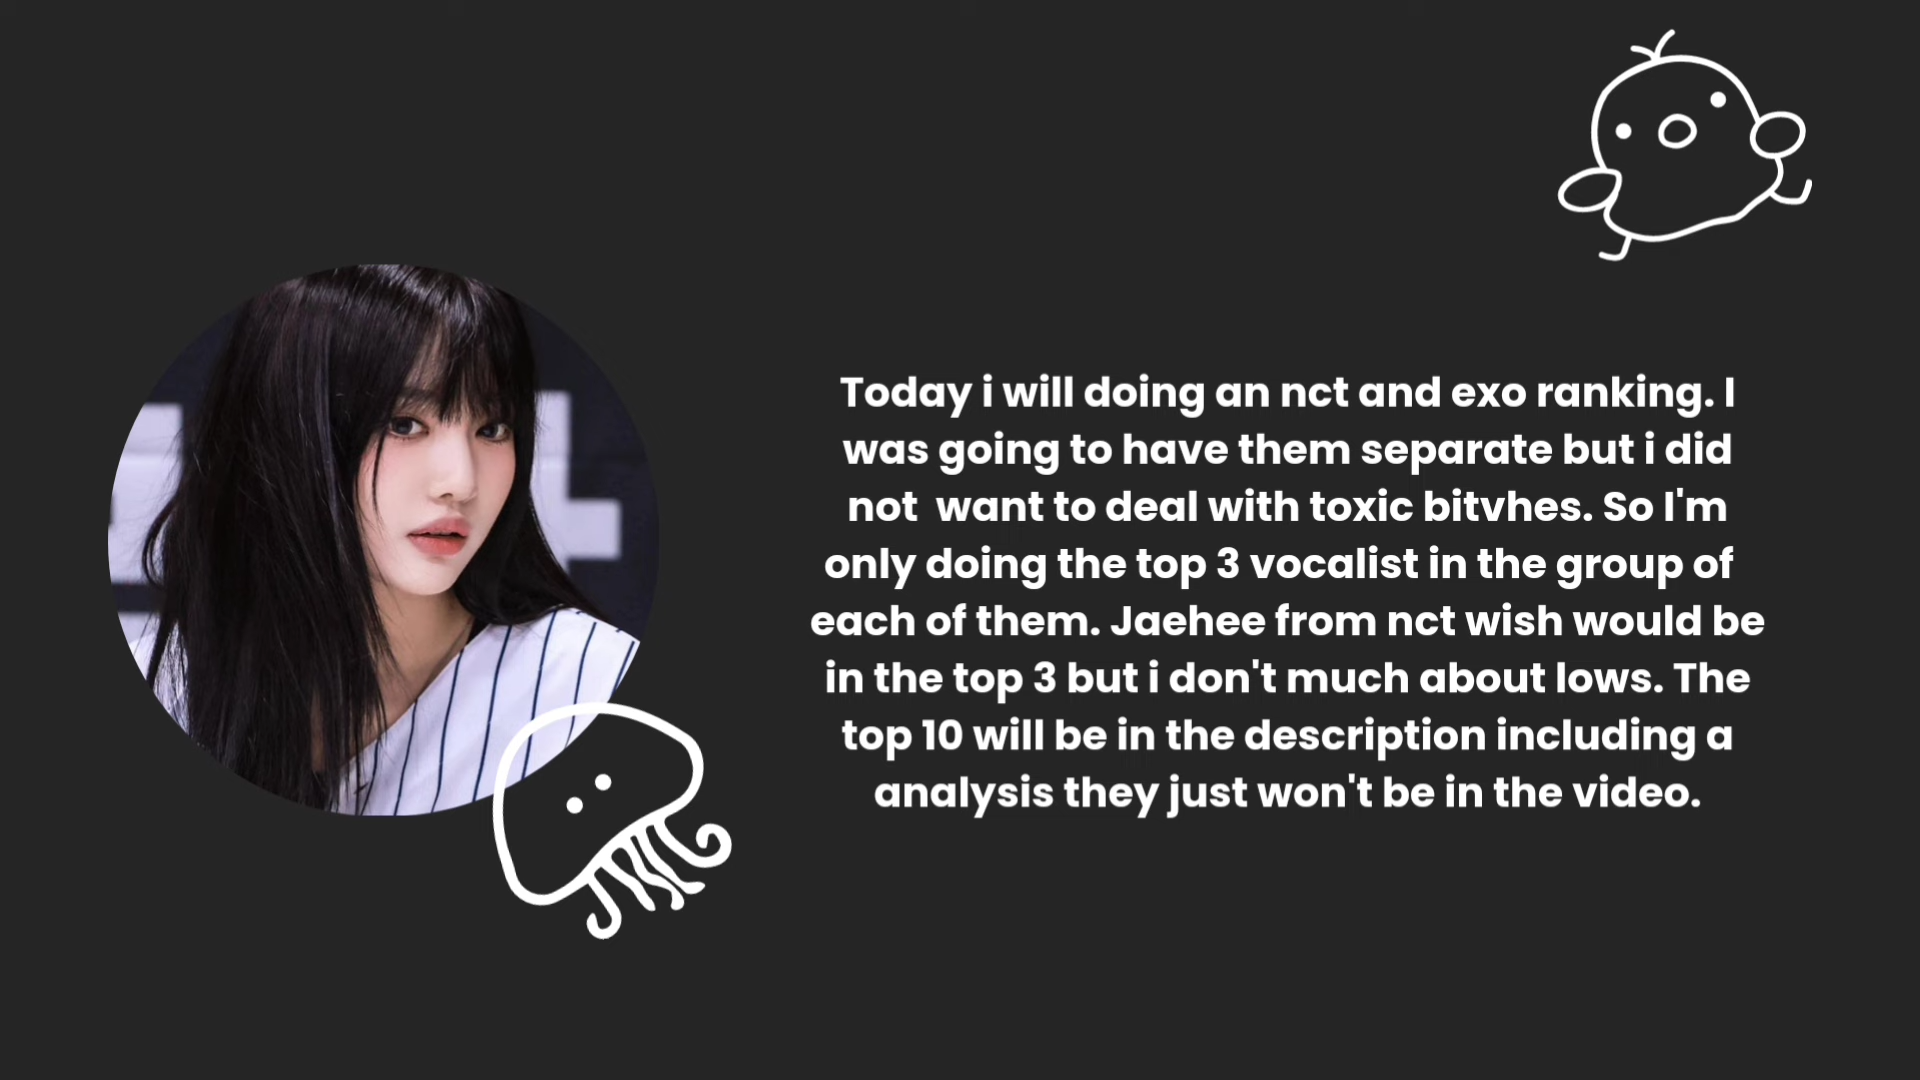 Today i will doing an nct and exo ranking. I
was going to have them separate but i did
not  want to deal with toxic bitvhes. So I'm
only doing the top 3 vocalist in the group of
each of them. Jaehee from nct wish would be
in the top 3 but i don't much about lows. The
top 10 will be in the description including a
analysis they just won't be in the video.